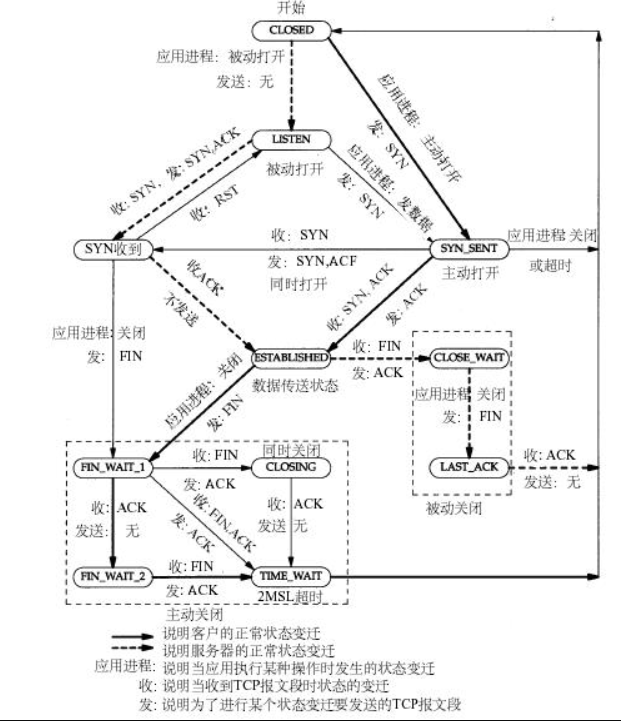 开始
CLOSED
应用进程：被动打开
发送：无
应用进程：主动打开
发：SYN
LISTEN
被动打开
收: SYN，发: SYN,ACK
收：RST
应用进程：发数据
发：SYN
SYN收到
收：SYN
发：SYN,ACF
同时打开
SYN_SENT
主动打开
应用进程 关闭
或超时
收,ACK
不发送
收: SYN, ACK
发: ACK
应用进程: 关闭
发: FIN
ESTABLISHED
数据传送状态
收: FIN
发: ACK
CLOSE_WAIT
应用进程 关闭
发: FIN
LAST_ACK
收: ACK
发送: 无
被动关闭
应用进程：关闭
发: FIN
FIN_WAIT_1
收: FIN
发: ACK
同时关闭
CLOSING
收: ACK
发送: 无
收: FIN,ACK
发: ACK
收: ACK
发送 无
FIN_WAIT_2
收: FIN
发: ACK
TIME_WAIT
2MSL超时
主动关闭
说明客户的正常状态变迁
说明服务器的正常状态变迁
应用进程: 说明当应用执行某种操作时发生的状态变迁
收: 说明当收到TCP报文段时状态的变迁
发: 说明为了进行某个状态变迁要发送的TCP报文段